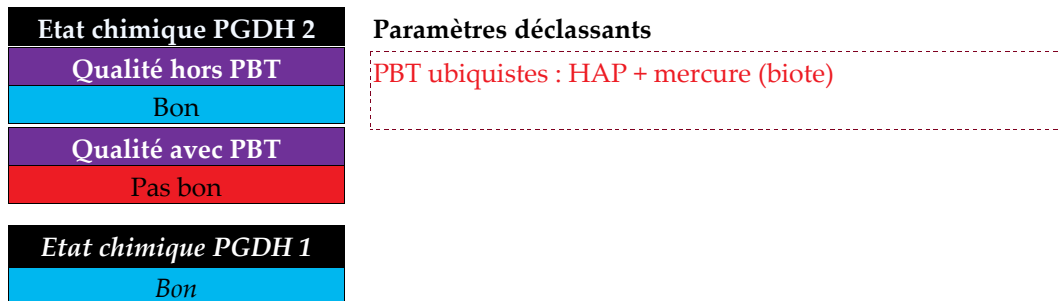 Etat chimique PGDH 2
Paramètres déclassants
Qualité hors PBT
PBT ubiquistes : HAP + mercure (biote)
Bon
Qualité avec PBT
Pas bon
Etat chimique PGDH 1
Bon